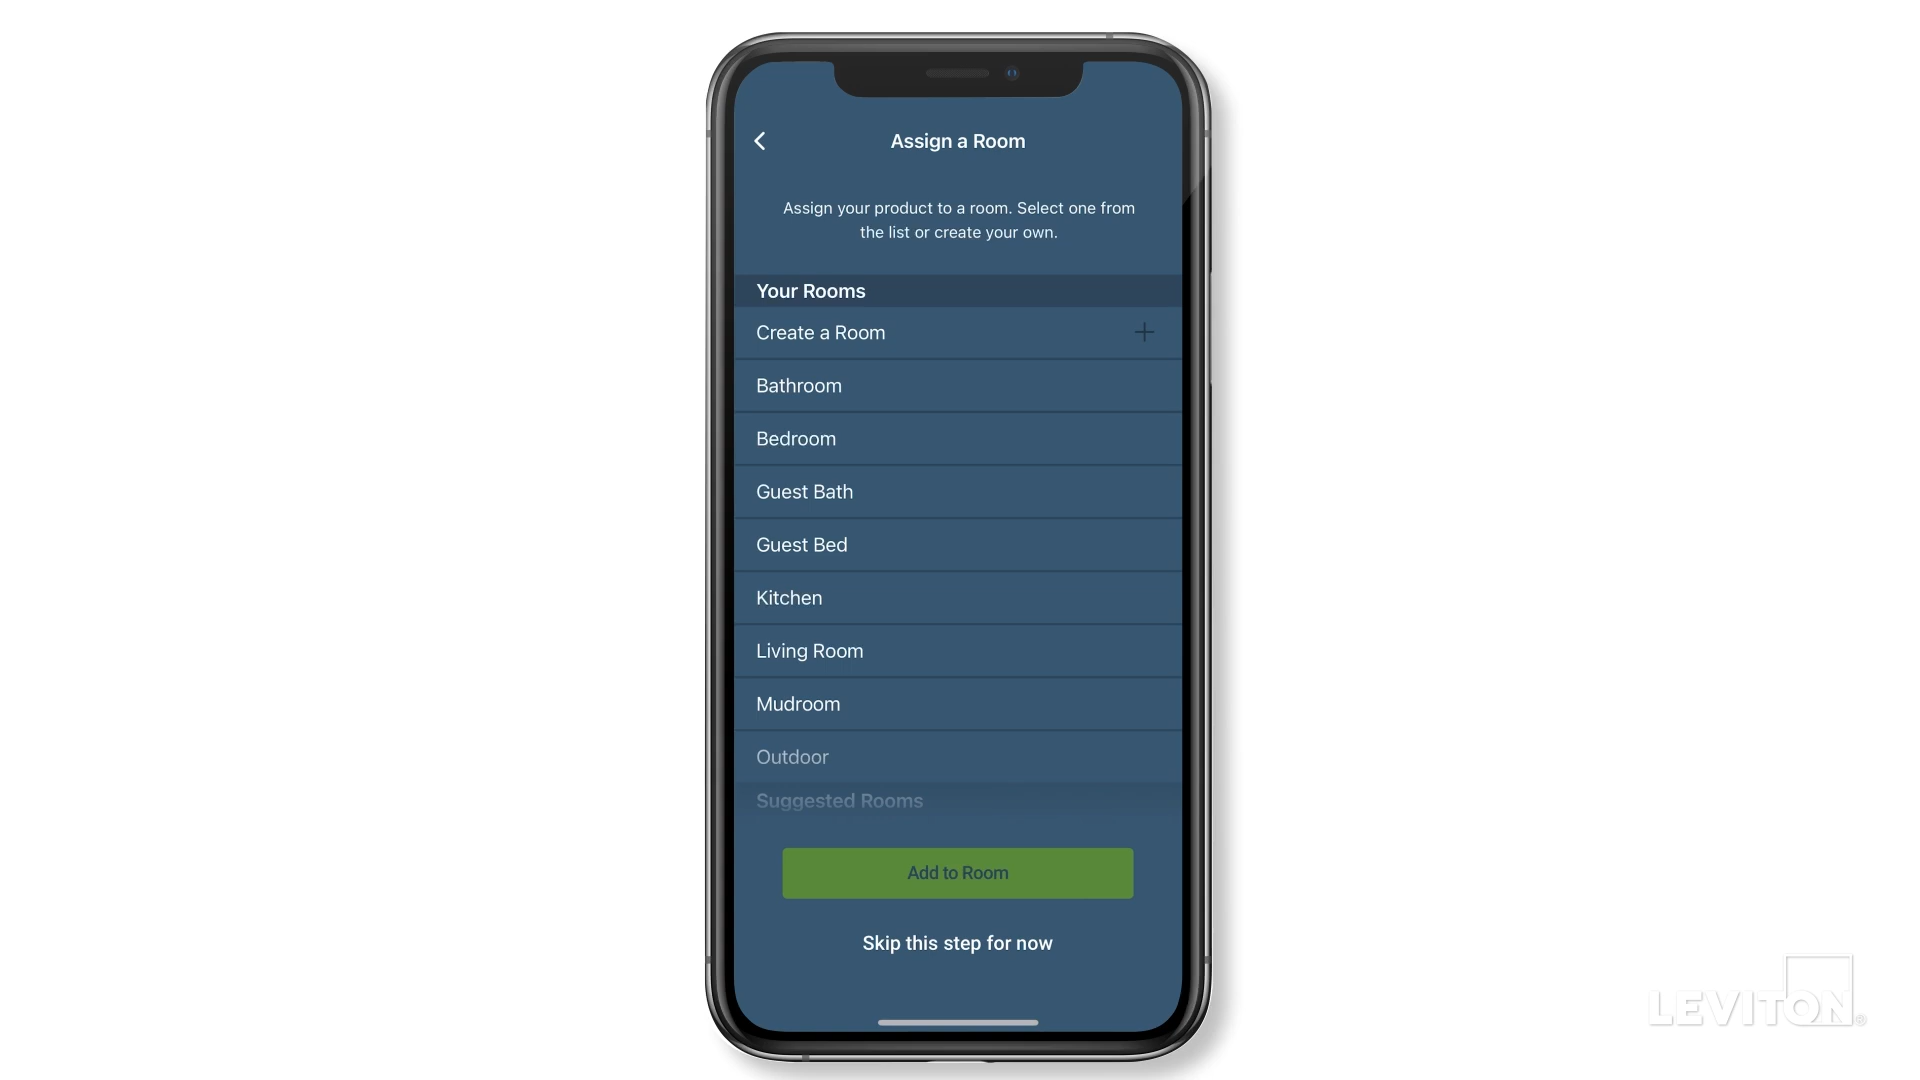 Assign a Room
Assign your product to a room. Select one from
the list or create your own.
Your Rooms
Create a Room
Bathroom
Bedroom
Guest Bath
Guest Bed
Kitchen
Living Room
Mudroom
Outdoor
Suggested Rooms
Add to Room
Skip this step for now
LEVITON®